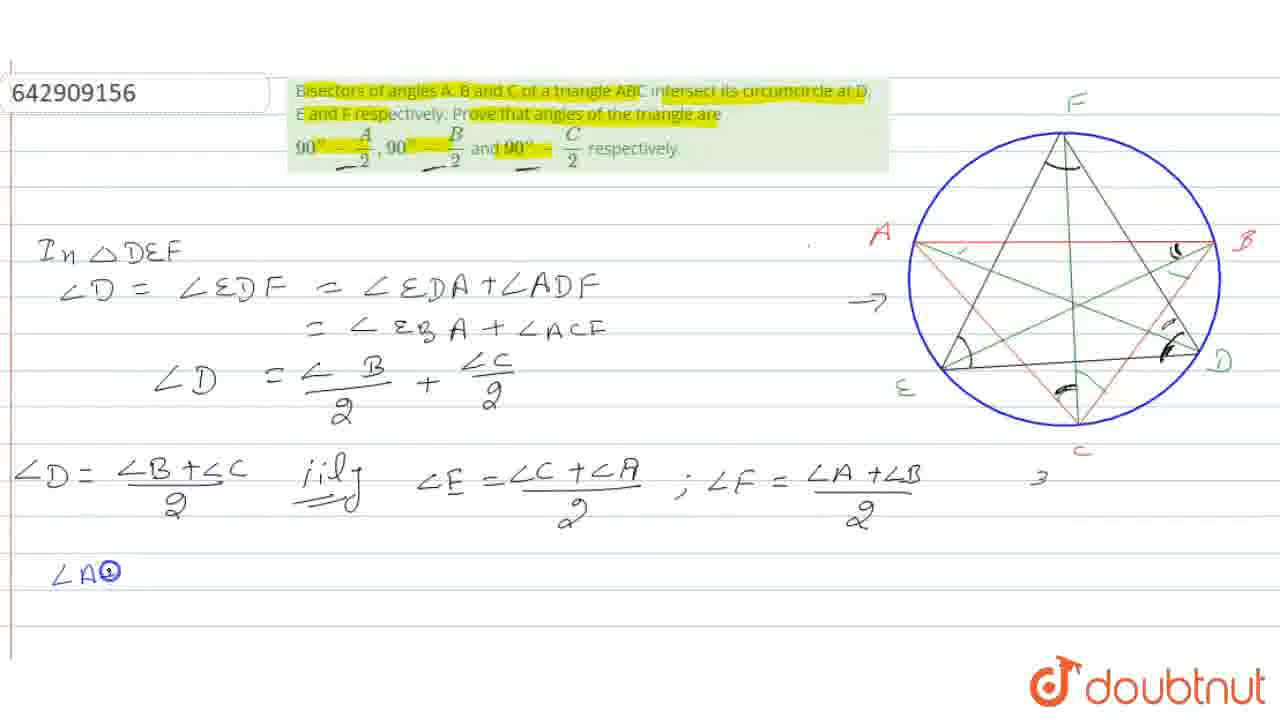 642909156
Bisectors of angles A, B and C of a triangle ABC intersect its circumcircle at D,
E and F respectively. Prove that angles of the triangle are
90° − A/2 , 90° − B/2 and 90° − C/2 respectively.
F
A
B
In △ DEF
∠D = ∠EDF = ∠EDA + ∠ADF
→
= ∠EBA + ∠ACF
∠D = ∠B/2 + ∠C/2
E
D
C
∠D = ∠B + ∠C/2 iily ∠E = ∠C + ∠A/2 ; ∠F = ∠A + ∠B/2
3
∠A
doubtnut